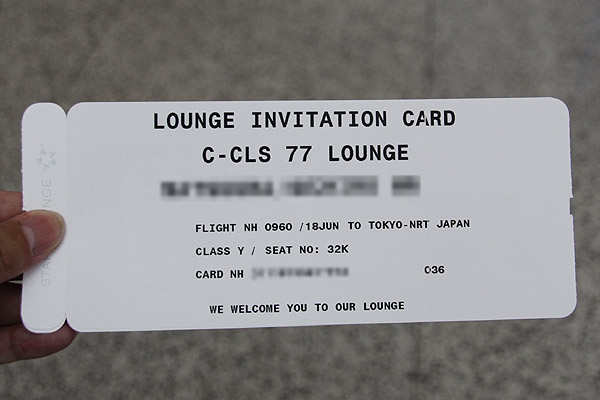 LOUNGE INVITATION CARD
C-CLS 77 LOUNGE
FLIGHT NH 0960 /18JUN TO TOKYO-NRT JAPAN
CLASS Y / SEAT NO: 32K
CARD NH 036
WE WELCOME YOU TO OUR LOUNGE